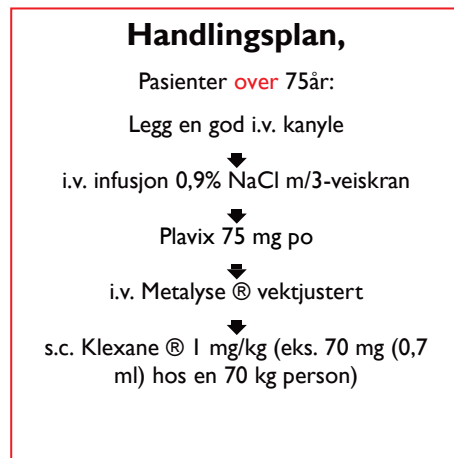 Handlingsplan,
Pasienter over 75år:
Legg en god i.v. kanyle
i.v. infusjon 0,9% NaCl m/3-veiskran
Plavix 75 mg po
i.v. Metalyse ® vektjustert
s.c. Klexane ® 1 mg/kg (eks. 70 mg (0,7
ml) hos en 70 kg person)